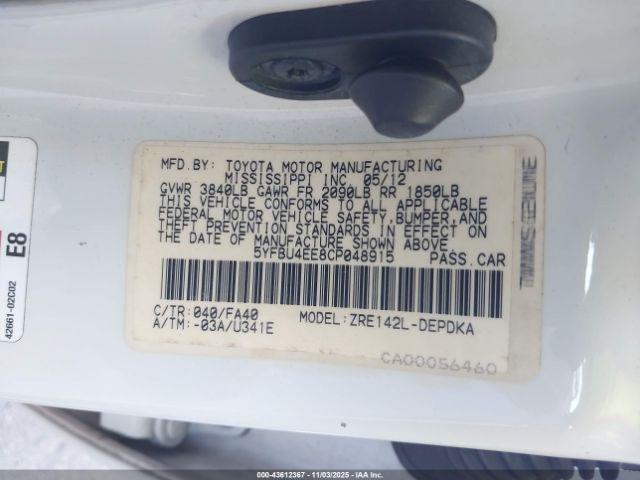 MFD.BY: TOYOTA MOTOR MANUFACTURING
MISSISSIPPI INC. 05/12
GVWR 3840LB GAWR FR 2090LB RR 1850LB
THIS VEHICLE CONFORMS TO ALL APPLICABLE
FEDERAL MOTOR VEHICLE SAFETY, BUMPER, AND
THEFT PREVENTION STANDARDS IN EFFECT ON
THE DATE OF MANUFACTURE SHOWN ABOVE.
5YFBU4EE8CP048915 PASS.CAR
C/TR:040/FA40 MODEL:ZRE142L-DEPDKA
A/TM:-03A/U341E
CA00056460
E8
42661-02C02
© 000-43612367 - 11/03/2025 - IAA, Inc.